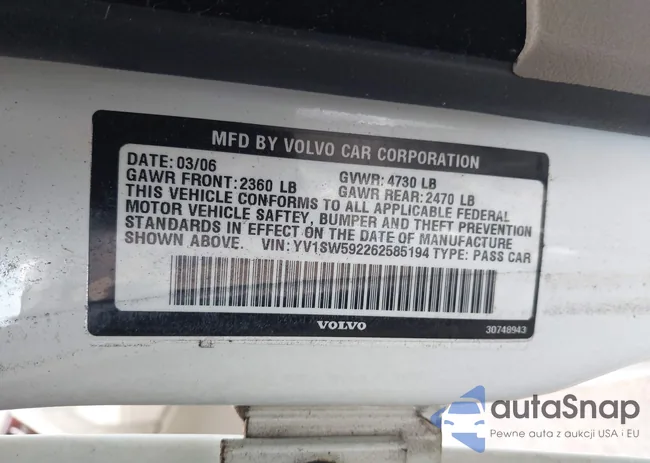 MFD BY VOLVO CAR CORPORATION
DATE: 03/06 GVWR: 4730 LB
GAWR FRONT: 2360 LB GAWR REAR: 2470 LB
THIS VEHICLE CONFORMS TO ALL APPLICABLE FEDERAL
MOTOR VEHICLE SAFTEY, BUMPER AND THEFT PREVENTION
STANDARDS IN EFFECT ON THE DATE OF MANUFACTURE
SHOWN ABOVE. VIN: YV1SW592262585194 TYPE: PASS CAR
VOLVO 30748943
autoSnap
Pewne auta z aukcji USA i EU